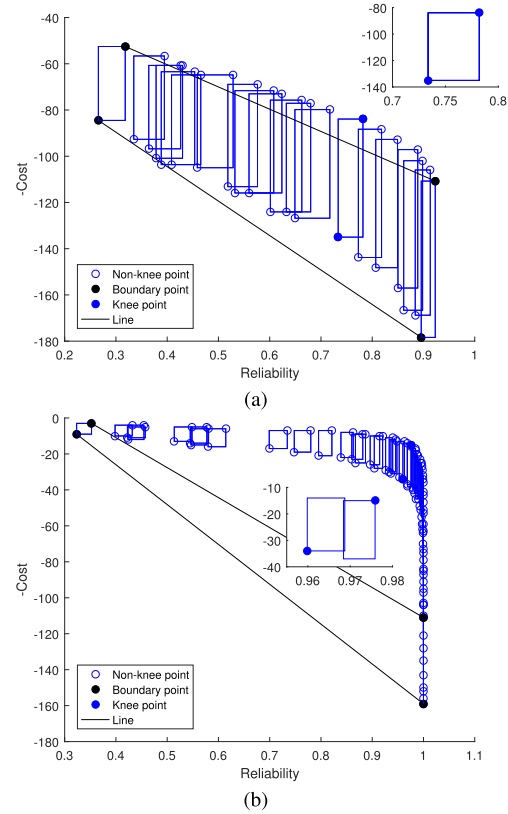 -40
-60
-80
-100
-120
-140
-160
-180
-Cost
0.2 0.3 0.4 0.5 0.6 0.7 0.8 0.9 1
Reliability
-80
-100
-120
-140
0.7 0.75 0.8
Non-knee point
Boundary point
Knee point
Line
(a)
0
-20
-40
-60
-80
-100
-120
-140
-160
-180
-Cost
0.3 0.4 0.5 0.6 0.7 0.8 0.9 1 1.1
Reliability
-10
-20
-30
-40
0.96 0.97 0.98
Non-knee point
Boundary point
Knee point
Line
(b)